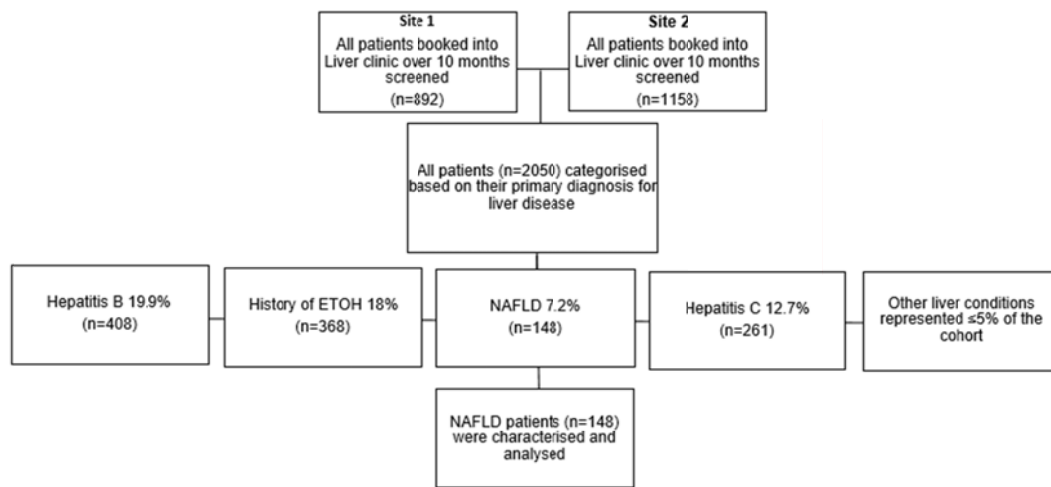 Site 1
All patients booked into
Liver clinic over 10 months
screened
(n=892)
Site 2
All patients booked into
Liver clinic over 10 months
screened
(n=1158)
All patients (n=2050) categorised
based on their primary diagnosis for
liver disease
Hepatitis B 19.9%
(n=408)
History of ETOH 18%
(n=368)
NAFLD 7.2%
(n=148)
Hepatitis C 12.7%
(n=261)
Other liver conditions
represented ≤5% of the
cohort
NAFLD patients (n=148)
were characterised and
analysed